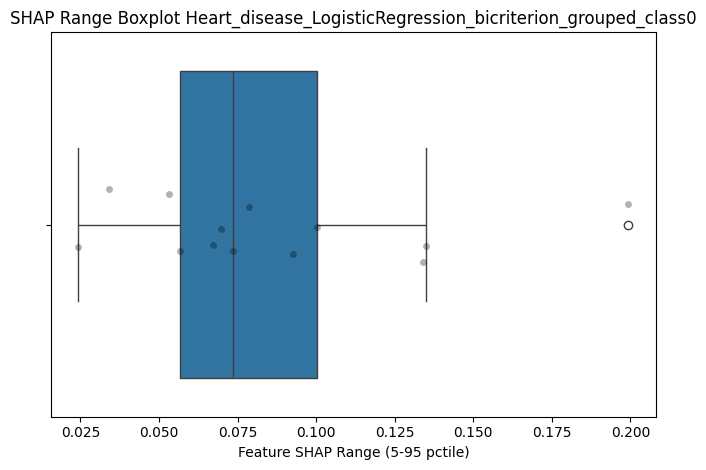 SHAP Range Boxplot Heart_disease_LogisticRegression_bicriterion_grouped_class0
0.025 0.050 0.075 0.100 0.125 0.150 0.175 0.200
Feature SHAP Range (5-95 pctile)